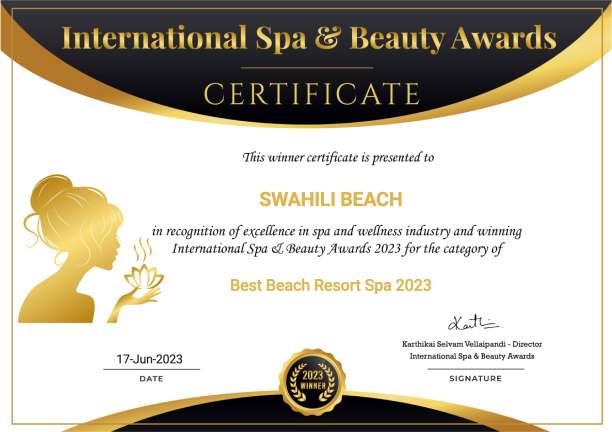 International Spa & Beauty Awards
CERTIFICATE
This winner certificate is presented to
SWAHILI BEACH
in recognition of excellence in spa and wellness industry and winning
International Spa & Beauty Awards 2023 for the category of
Best Beach Resort Spa 2023
Karthikai Selvam Vellaipandi - Director
International Spa & Beauty Awards
17-Jun-2023
DATE
2023
WINNER
SIGNATURE